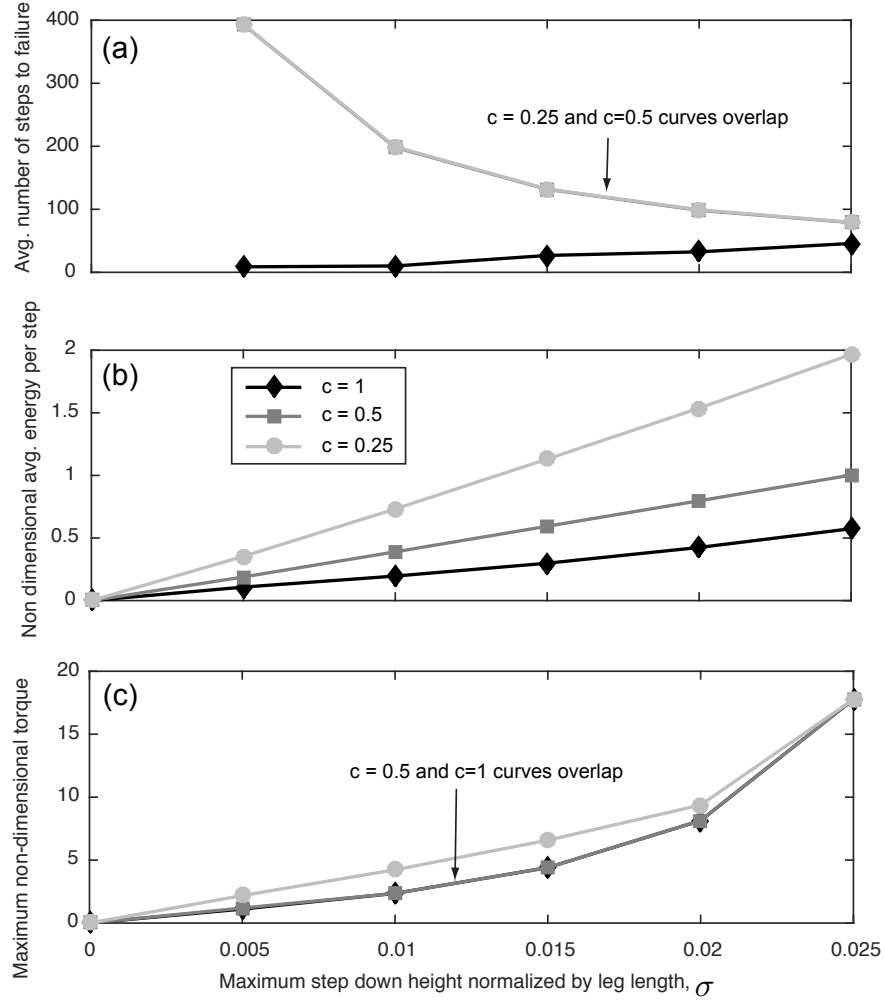 (a)
Avg. number of steps to failure
400
300
200
100
0
c = 0.25 and c=0.5 curves overlap
(b)
Non dimensional avg. energy per step
2
1.5
1
0.5
0
c = 1
c = 0.5
c = 0.25
(c)
Maximum non-dimensional torque
20
15
10
5
0
c = 0.5 and c=1 curves overlap
0 0.005 0.01 0.015 0.02 0.025
Maximum step down height normalized by leg length, σ